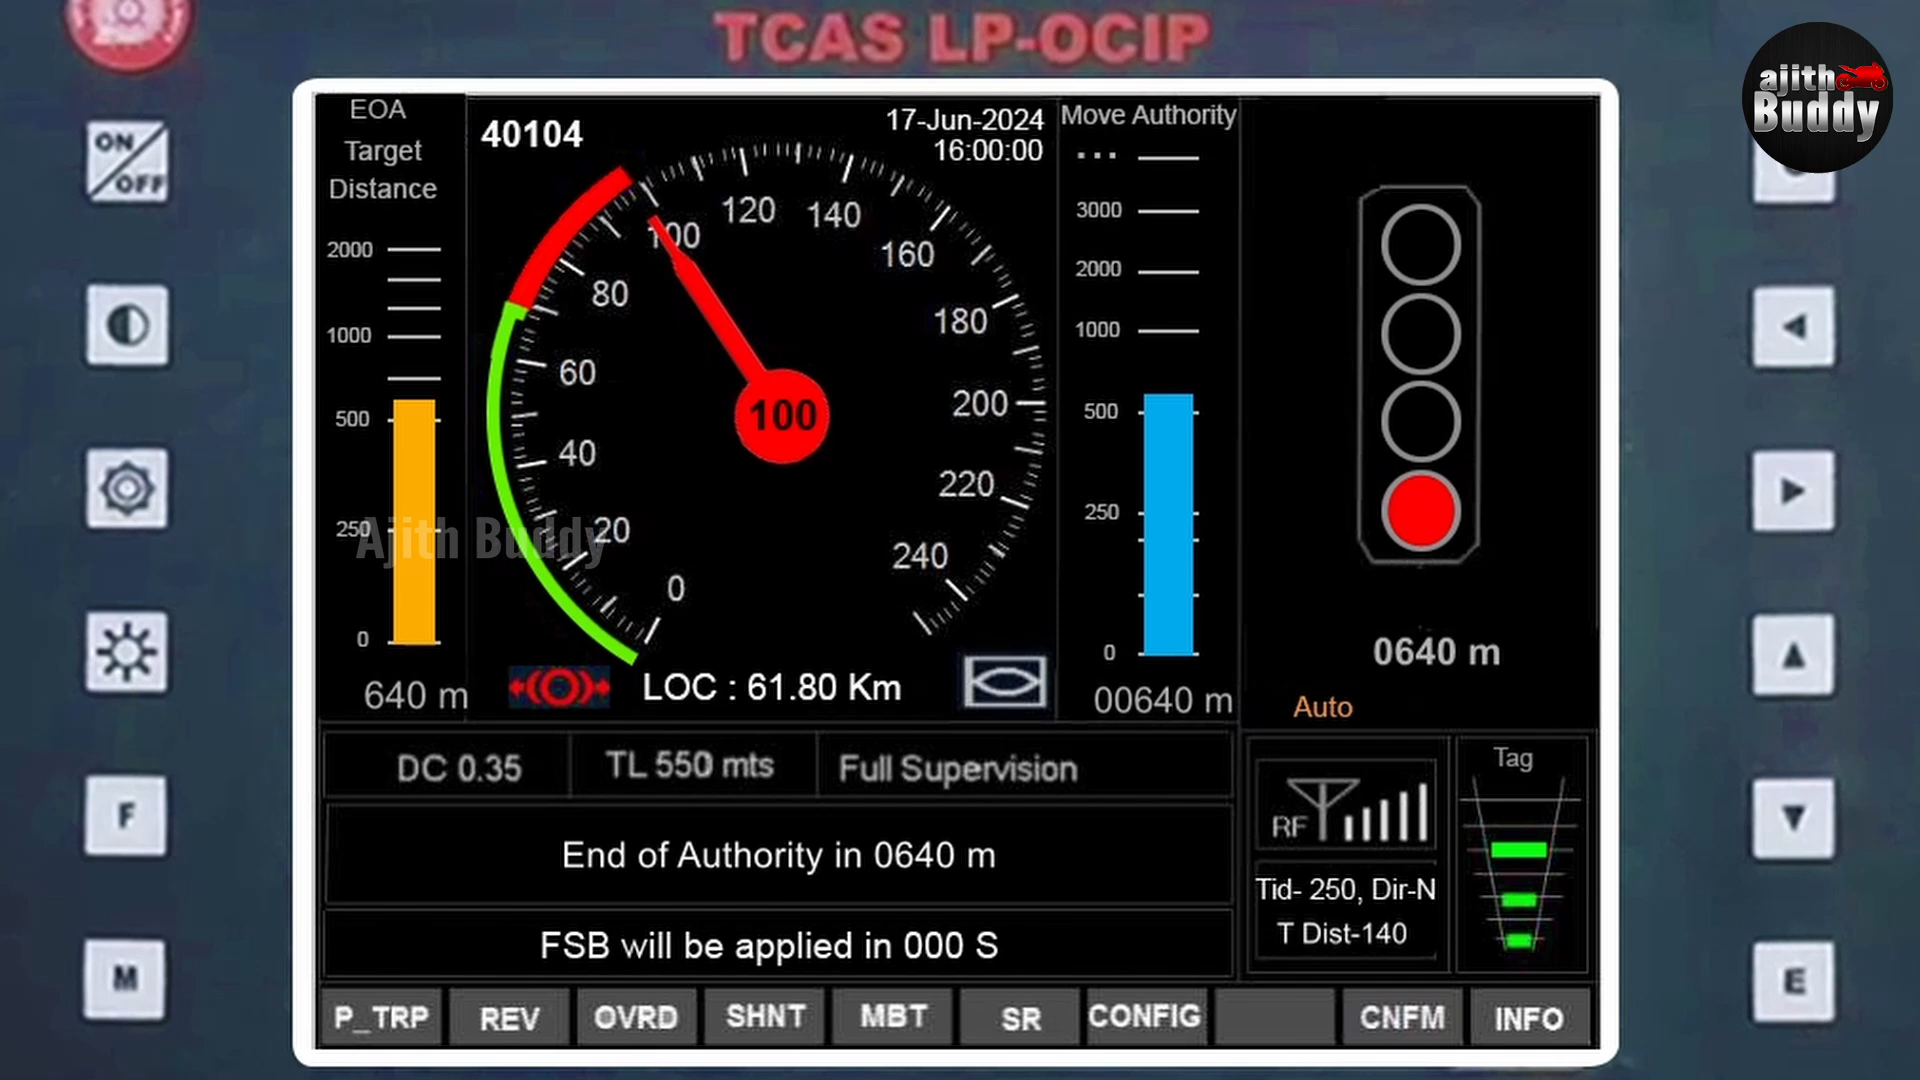 TCAS LP-OCIP
ajith
Buddy
ON
OFF
F
M
E
EOA
Target
Distance
2000
1000
500
250
0
640 m
40104
17-Jun-2024
16:00:00
0
20
40
60
80
100
120
140
160
180
200
220
240
100
LOC : 61.80 Km
Move Authority
...
3000
2000
1000
500
250
0
00640 m
0640 m
Auto
Ajith Buddy
DC 0.35
TL 550 mts
Full Supervision
End of Authority in 0640 m
FSB will be applied in 000 S
RF
Tid- 250, Dir-N
T Dist-140
Tag
P_TRP
REV
OVRD
SHNT
MBT
SR
CONFIG
CNFM
INFO